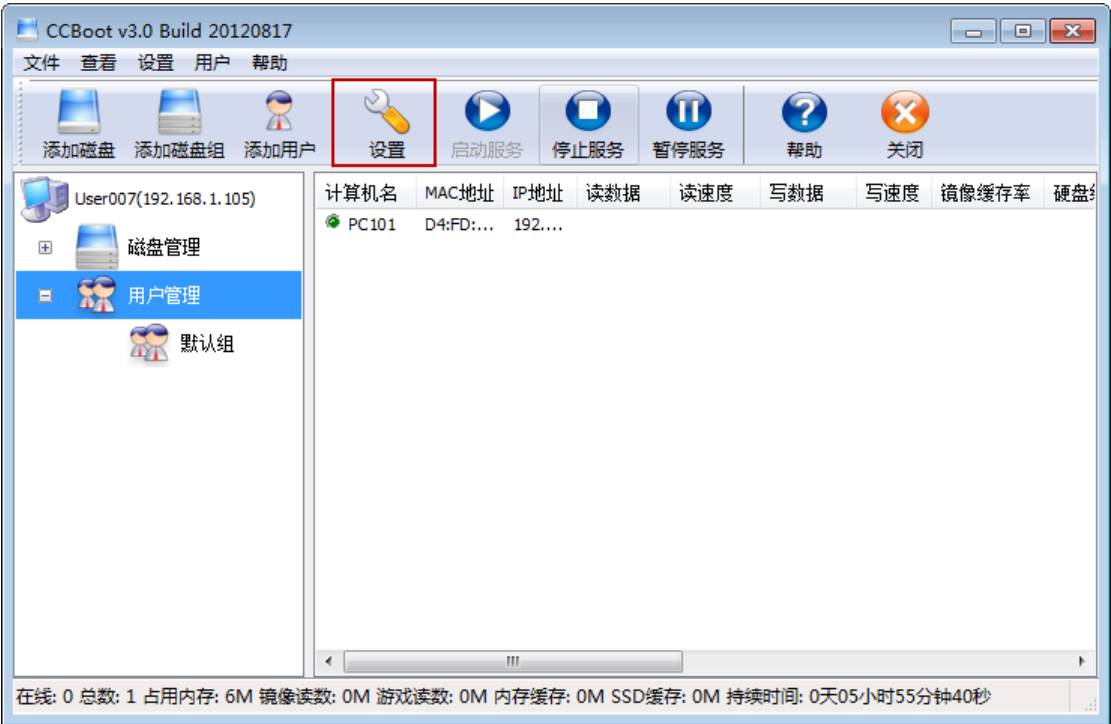 CCBoot v3.0 Build 20120817
文件 查看 设置 用户 帮助
添加磁盘 添加磁盘组 添加用户 设置 启动服务 停止服务 暂停服务 帮助 关闭
User007(192.168.1.105)
磁盘管理
用户管理
默认组
计算机名 MAC地址 IP地址 读数据 读速度 写数据 写速度 镜像缓存率 硬盘
PC101 D4:FD:... 192....
在线: 0 总数: 1 占用内存: 6M 镜像读数: 0M 游戏读数: 0M 内存缓存: 0M SSD缓存: 0M 持续时间: 0天05小时55分钟40秒